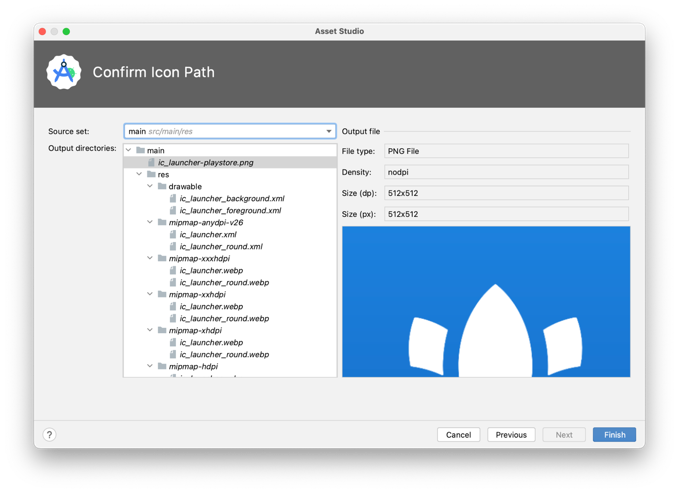 Asset Studio
Confirm Icon Path
Source set:
main src/main/res
Output directories:
main
ic_launcher-playstore.png
res
drawable
ic_launcher_background.xml
ic_launcher_foreground.xml
mipmap-anydpi-v26
ic_launcher.xml
ic_launcher_round.xml
mipmap-xxxhdpi
ic_launcher.webp
ic_launcher_round.webp
mipmap-xxhdpi
ic_launcher.webp
ic_launcher_round.webp
mipmap-xhdpi
ic_launcher.webp
ic_launcher_round.webp
mipmap-hdpi
Output file
File type: PNG File
Density: nodpi
Size (dp): 512x512
Size (px): 512x512
?
Cancel
Previous
Next
Finish